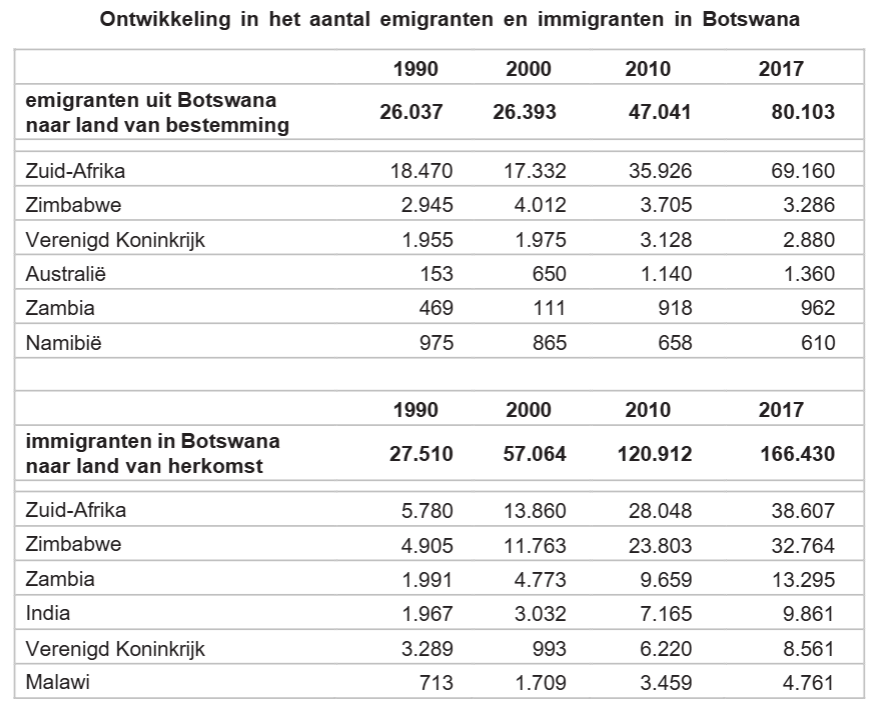 Ontwikkeling in het aantal emigranten en immigranten in Botswana
1990 2000 2010 2017
emigranten uit Botswana
naar land van bestemming 26.037 26.393 47.041 80.103
Zuid-Afrika 18.470 17.332 35.926 69.160
Zimbabwe 2.945 4.012 3.705 3.286
Verenigd Koninkrijk 1.955 1.975 3.128 2.880
Australië 153 650 1.140 1.360
Zambia 469 111 918 962
Namibië 975 865 658 610
1990 2000 2010 2017
immigranten in Botswana
naar land van herkomst 27.510 57.064 120.912 166.430
Zuid-Afrika 5.780 13.860 28.048 38.607
Zimbabwe 4.905 11.763 23.803 32.764
Zambia 1.991 4.773 9.659 13.295
India 1.967 3.032 7.165 9.861
Verenigd Koninkrijk 3.289 993 6.220 8.561
Malawi 713 1.709 3.459 4.761